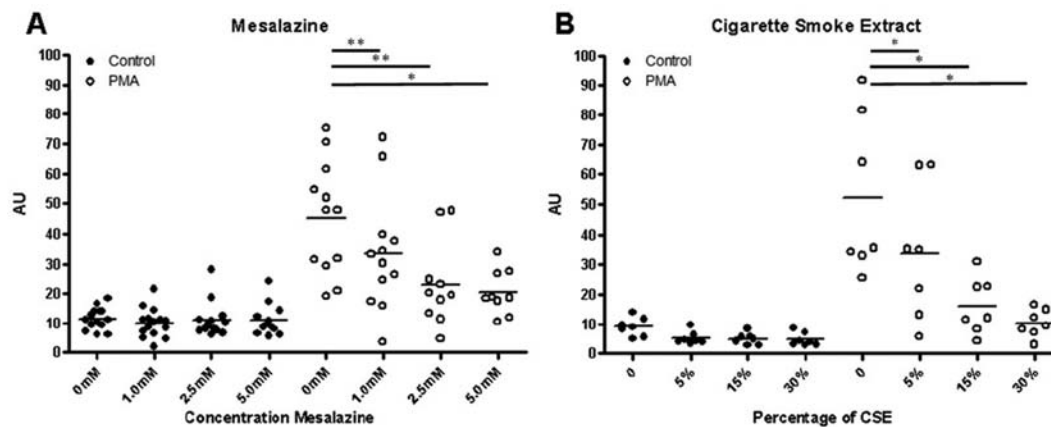 A
Mesalazine
Control
PMA
**
**
*
100
90
80
70
60
50
40
30
20
10
0
AU
0mM
1.0mM
2.5mM
5.0mM
0mM
1.0mM
2.5mM
5.0mM
Concentration Mesalazine
B
Cigarette Smoke Extract
Control
PMA
*
*
*
100
90
80
70
60
50
40
30
20
10
0
AU
0
5%
15%
30%
0
5%
15%
30%
Percentage of CSE